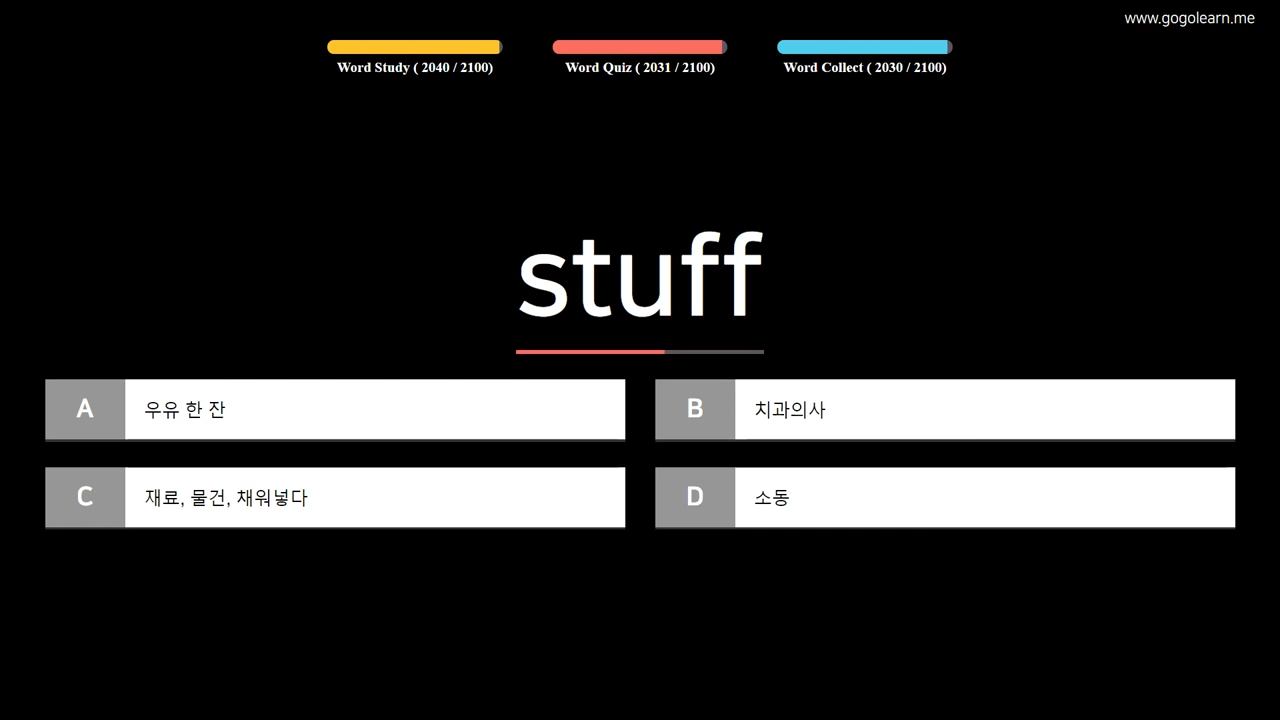 www.gogolearn.me
Word Study ( 2040 / 2100)
Word Quiz ( 2031 / 2100)
Word Collect ( 2030 / 2100)
stuff
A 우유 한 잔
B 치과의사
C 재료, 물건, 채워넣다
D 소동